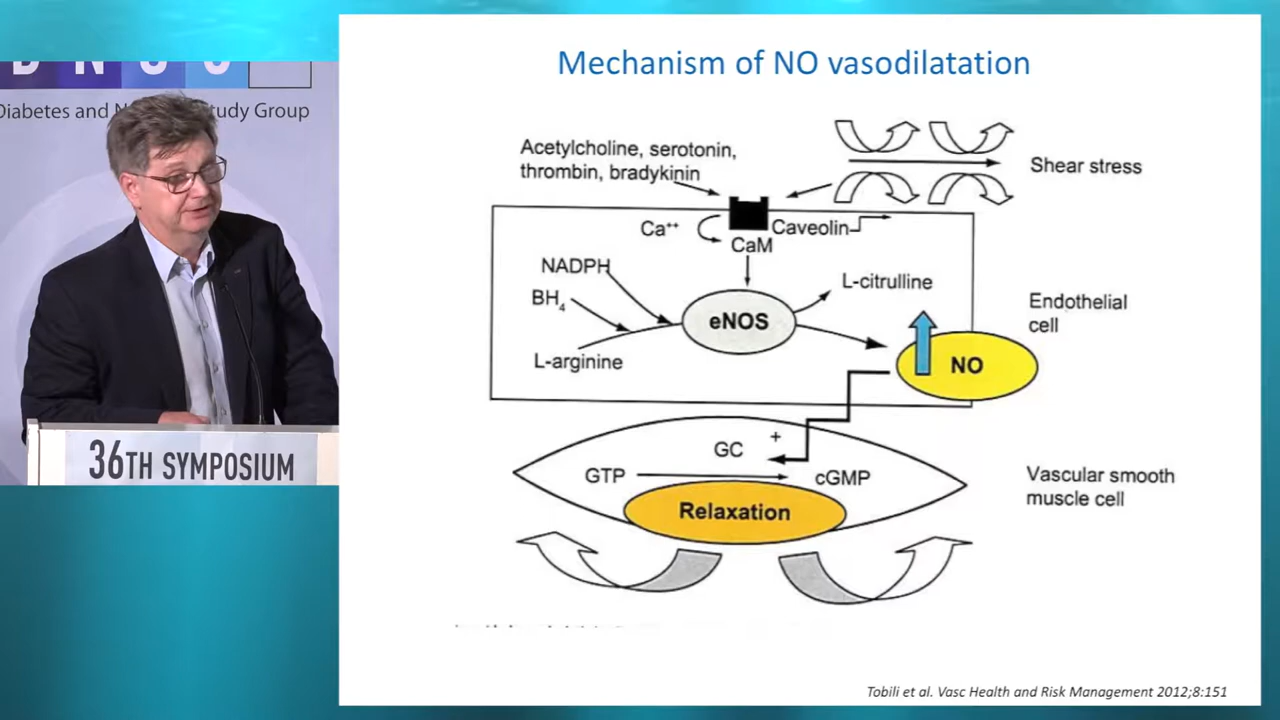 D N S G
Diabetes and Study Group
36TH SYMPOSIUM
Mechanism of NO vasodilatation
Acetylcholine, serotonin,
thrombin, bradykinin
Shear stress
Ca⁺⁺
Caveolin
CaM
NADPH
L-citrulline
BH₄
eNOS
Endothelial
cell
L-arginine
NO
GC
+
GTP
cGMP
Vascular smooth
muscle cell
Relaxation
Tobili et al. Vasc Health and Risk Management 2012;8:151